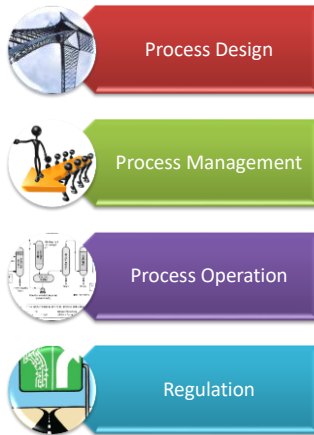 Process Design
Process Management
Process Operation
Regulation